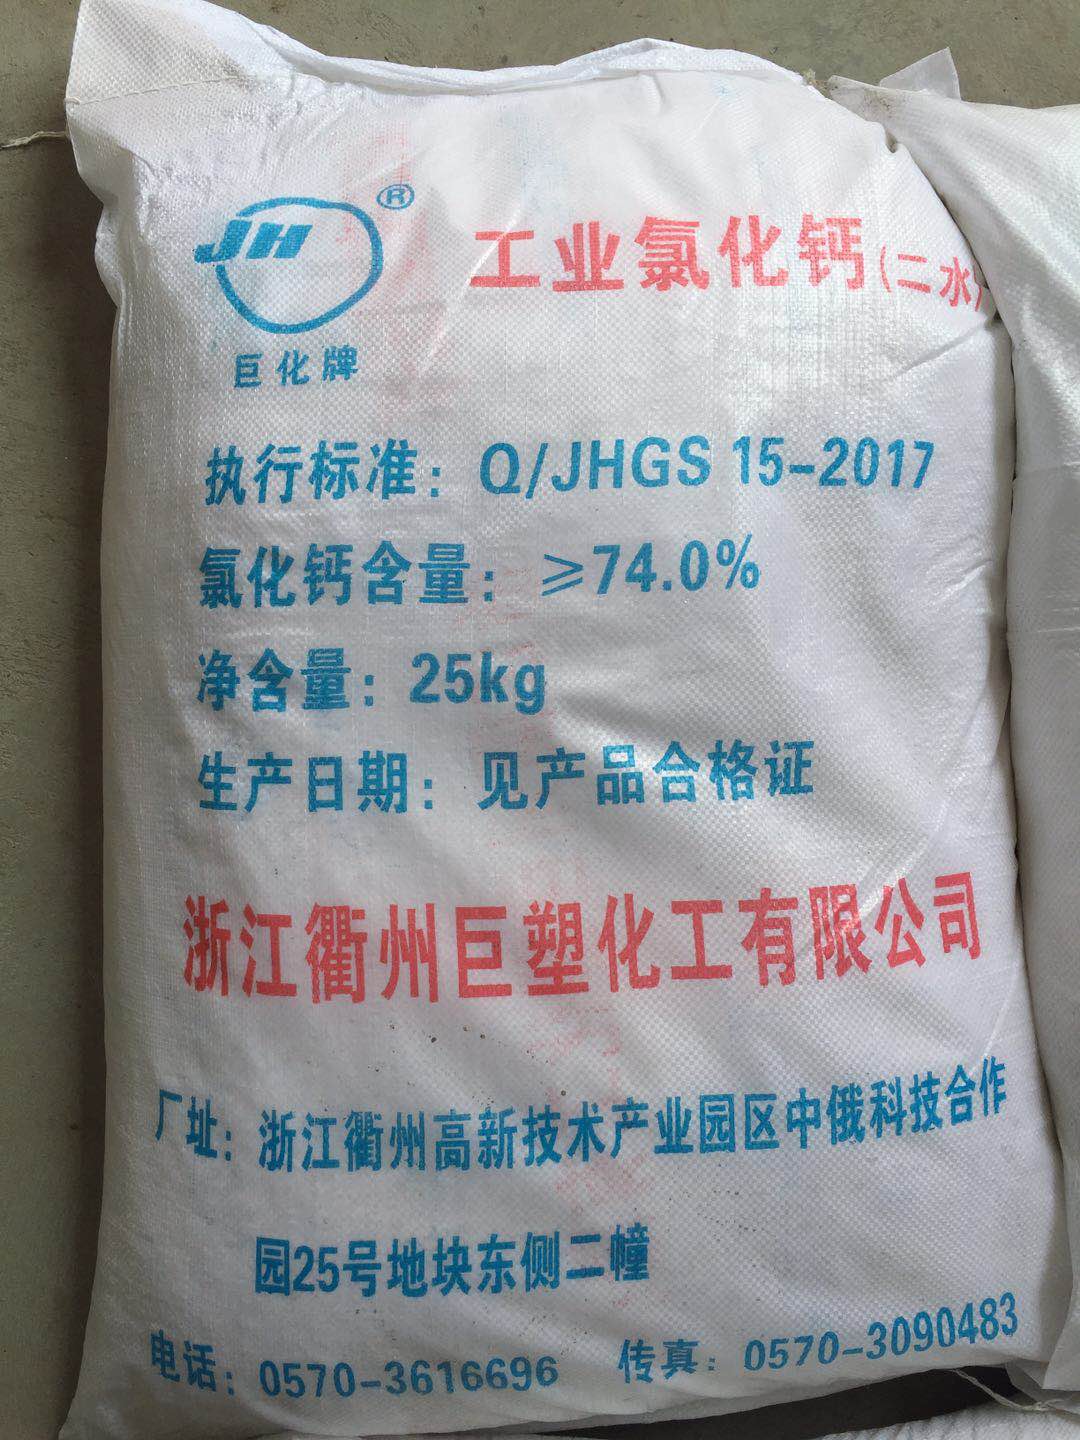 JH®
工业氯化钙(二水)
巨化牌
执行标准：Q/JHGS 15-2017
氯化钙含量：≥74.0%
净含量：25kg
生产日期：见产品合格证
浙江衢州巨塑化工有限公司
厂址：浙江衢州高新技术产业园区中俄科技合作
园25号地块东侧二幢
电话：0570-3616696 传真：0570-3090483